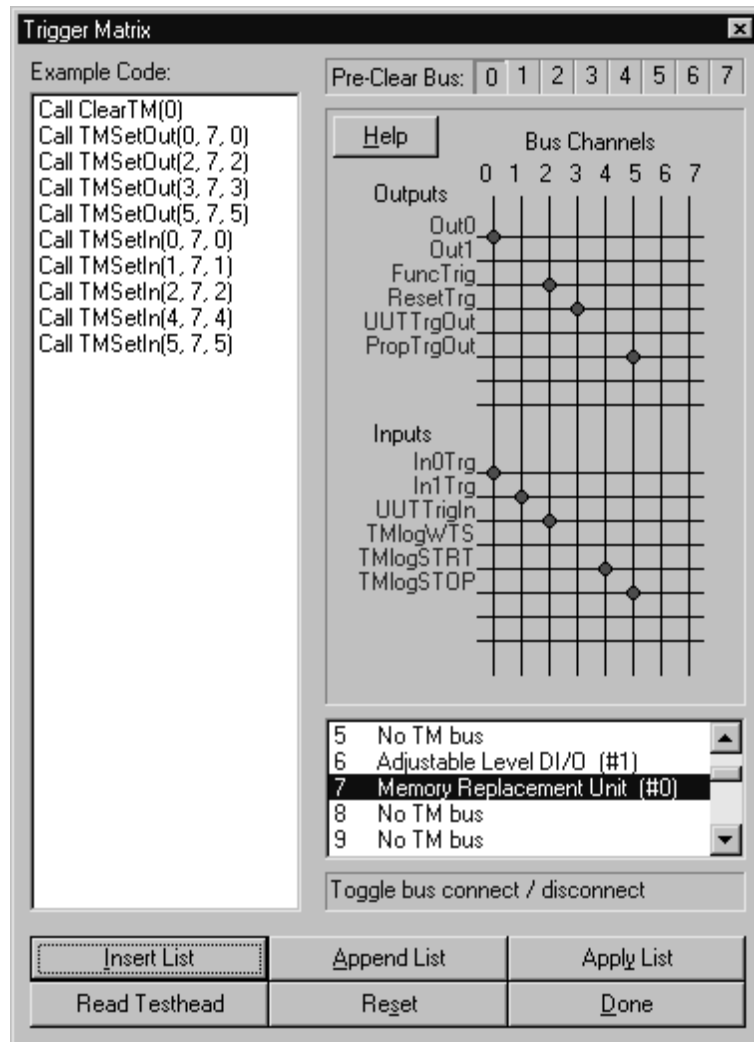 Trigger Matrix
Example Code:
Call ClearTM(0)
Call TMSetOut(0, 7, 0)
Call TMSetOut(2, 7, 2)
Call TMSetOut(3, 7, 3)
Call TMSetOut(5, 7, 5)
Call TMSetIn(0, 7, 0)
Call TMSetIn(1, 7, 1)
Call TMSetIn(2, 7, 2)
Call TMSetIn(4, 7, 4)
Call TMSetIn(5, 7, 5)
Pre-Clear Bus: 0 1 2 3 4 5 6 7
Help
Bus Channels
0 1 2 3 4 5 6 7
Outputs
Out0
Out1
FuncTrig
ResetTrg
UUTTrgOut
PropTrgOut
Inputs
In0Trg
In1Trg
UUTTrigIn
TMlogWTS
TMlogSTRT
TMlogSTOP
5 No TM bus
6 Adjustable Level DI/O (#1)
7 Memory Replacement Unit (#0)
8 No TM bus
9 No TM bus
Toggle bus connect / disconnect
Insert List Append List Apply List
Read Testhead Reset Done